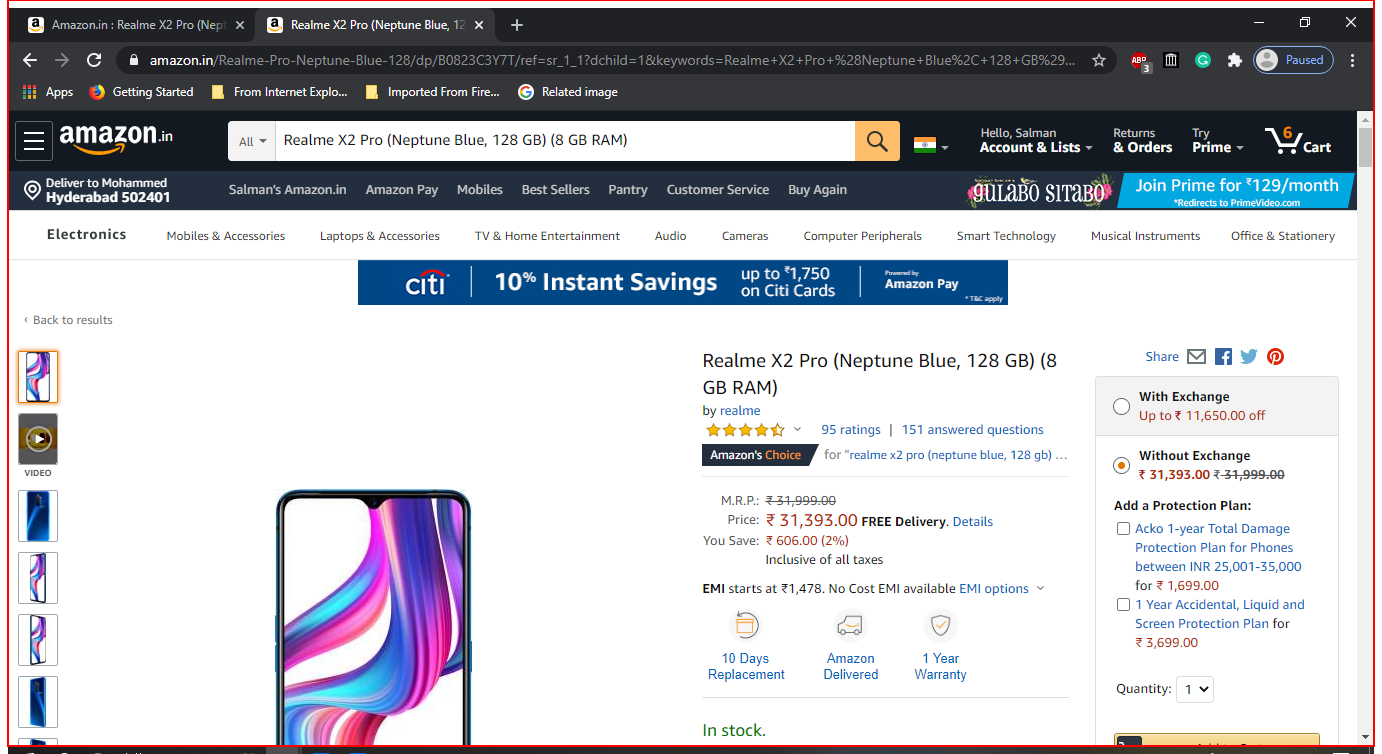 Amazon.in : Realme X2 Pro (Nept
Realme X2 Pro (Neptune Blue, 12
amazon.in/Realme-Pro-Neptune-Blue-128/dp/B0823C3Y7T/ref=sr_1_1?dchild=1&keywords=Realme+X2+Pro+%28Neptune+Blue%2C+128+GB%29...
ABP
3
G
Paused
Apps
Getting Started
From Internet Explo...
Imported From Fire...
Related image
amazon.in
All
Realme X2 Pro (Neptune Blue, 128 GB) (8 GB RAM)
Hello, Salman
Account & Lists
Returns
& Orders
Try
Prime
6
Cart
Deliver to Mohammed
Hyderabad 502401
Salman's Amazon.in
Amazon Pay
Mobiles
Best Sellers
Pantry
Customer Service
Buy Again
GULABO SITABO
Join Prime for ₹129/month
*Redirects to PrimeVideo.com
Electronics
Mobiles & Accessories
Laptops & Accessories
TV & Home Entertainment
Audio
Cameras
Computer Peripherals
Smart Technology
Musical Instruments
Office & Stationery
citi
10% Instant Savings
up to ₹1,750
on Citi Cards
Powered by
Amazon Pay
*T&C apply
‹ Back to results
VIDEO
Realme X2 Pro (Neptune Blue, 128 GB) (8
GB RAM)
by realme
95 ratings | 151 answered questions
Amazon's Choice for "realme x2 pro (neptune blue, 128 gb) ...
M.R.P.: ₹ 31,999.00
Price: ₹ 31,393.00 FREE Delivery. Details
You Save: ₹ 606.00 (2%)
Inclusive of all taxes
EMI starts at ₹1,478. No Cost EMI available EMI options
10 Days
Replacement
Amazon
Delivered
1 Year
Warranty
In stock.
Share
With Exchange
Up to ₹ 11,650.00 off
Without Exchange
₹ 31,393.00 ₹ 31,999.00
Add a Protection Plan:
Acko 1-year Total Damage
Protection Plan for Phones
between INR 25,001-35,000
for ₹ 1,699.00
1 Year Accidental, Liquid and
Screen Protection Plan for
₹ 3,699.00
Quantity: 1